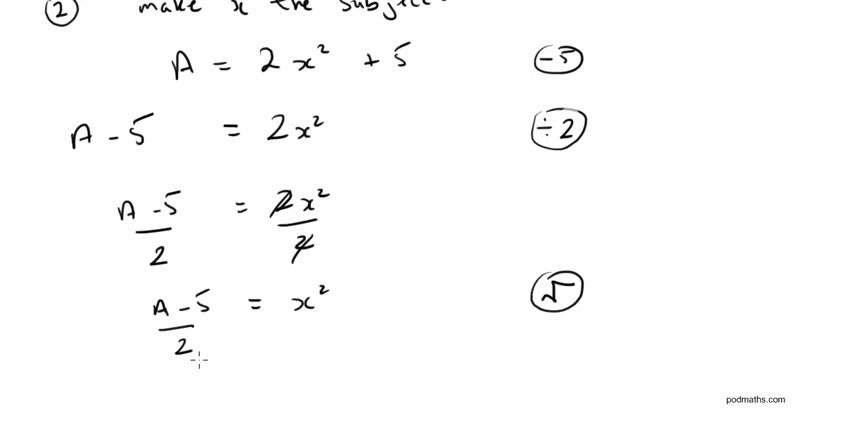 ② make x the subject
A = 2x² + 5 -5
A - 5 = 2x² ÷2
A - 5 = 2x²
2 2
A - 5 = x² √
2
podmaths.com